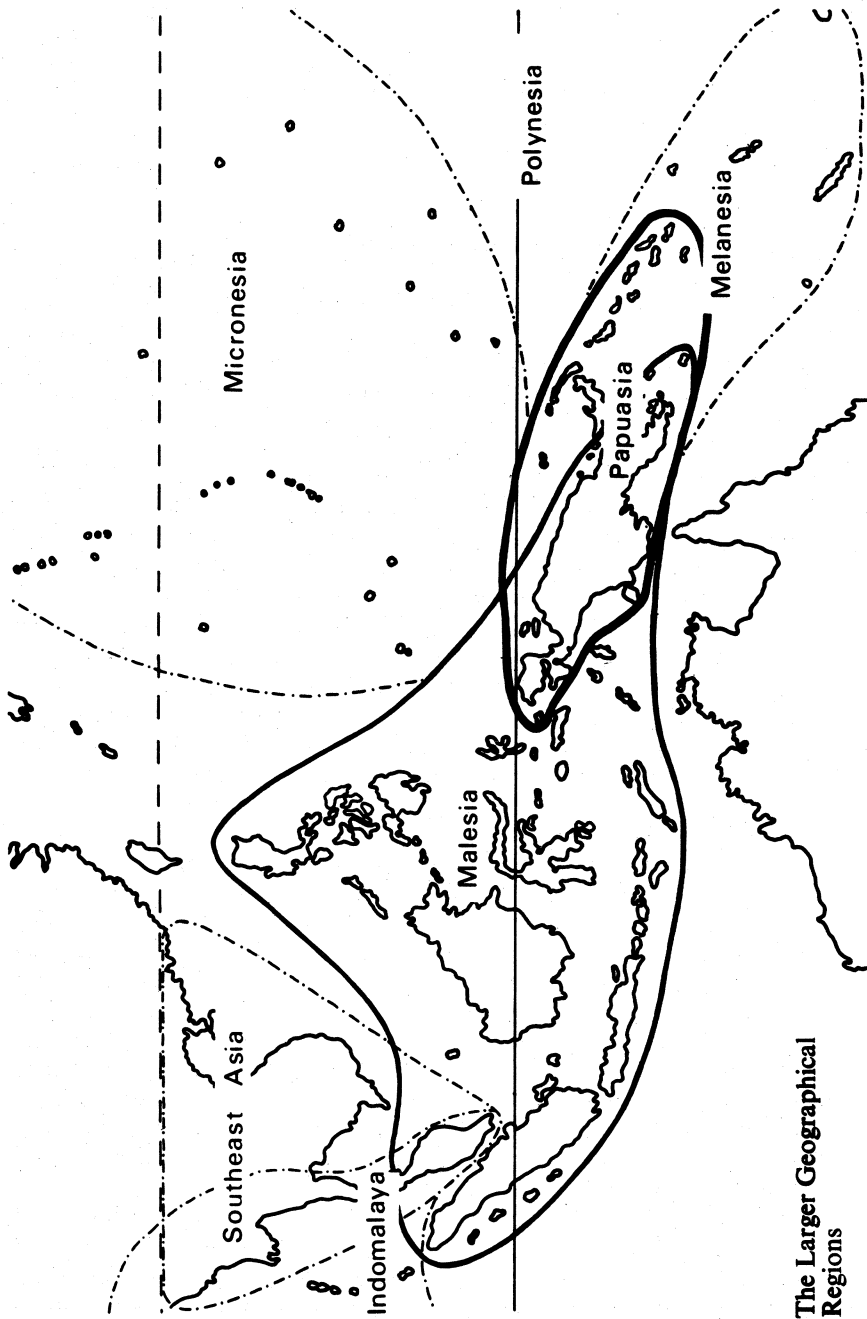 Micronesia
Polynesia
Melanesia
Papuasia
Malesia
Southeast Asia
Indomalaya
The Larger Geographical
Regions